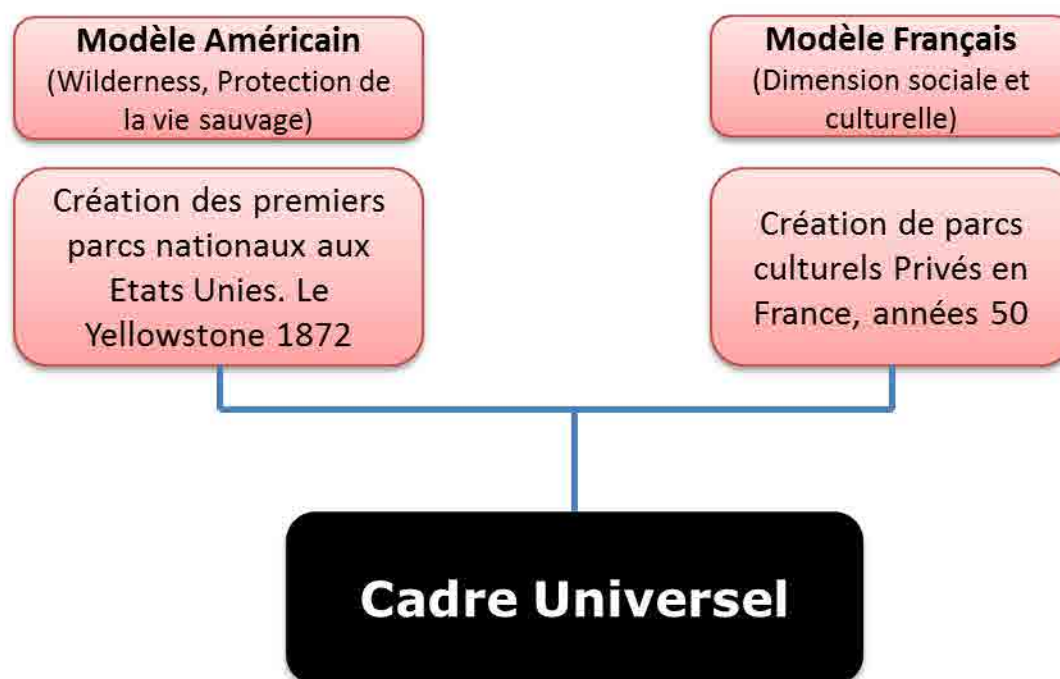 Modèle Américain
(Wilderness, Protection de
la vie sauvage)
Création des premiers
parcs nationaux aux
Etats Unies. Le
Yellowstone 1872
Modèle Français
(Dimension sociale et
culturelle)
Création de parcs
culturels Privés en
France, années 50
Cadre Universel